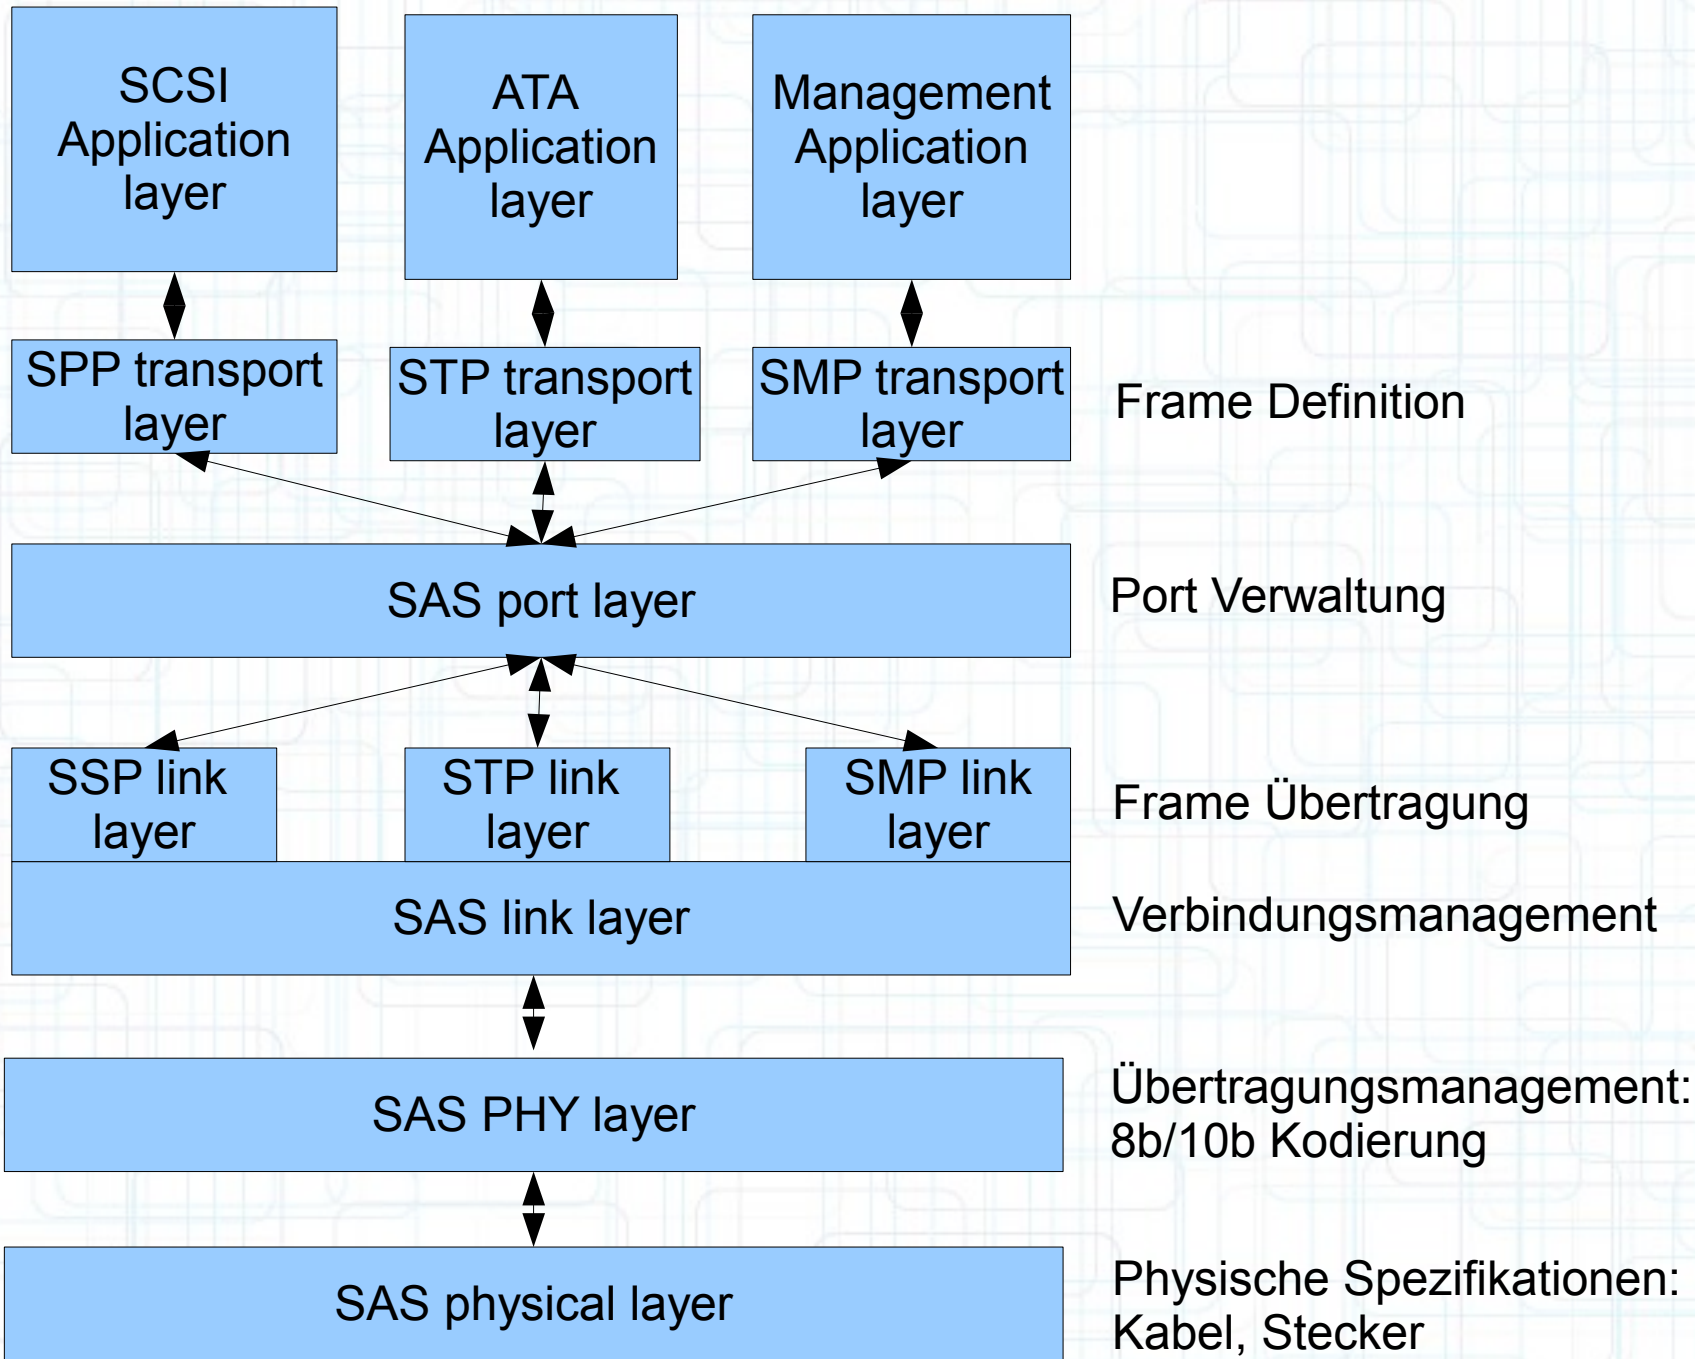 SCSI
Application
layer
ATA
Application
layer
Management
Application
layer
SPP transport
layer
STP transport
layer
SMP transport
layer
Frame Definition
SAS port layer
Port Verwaltung
SSP link
layer
STP link
layer
SMP link
layer
Frame Übertragung
SAS link layer
Verbindungsmanagement
SAS PHY layer
Übertragungsmanagement:
8b/10b Kodierung
SAS physical layer
Physische Spezifikationen:
Kabel, Stecker